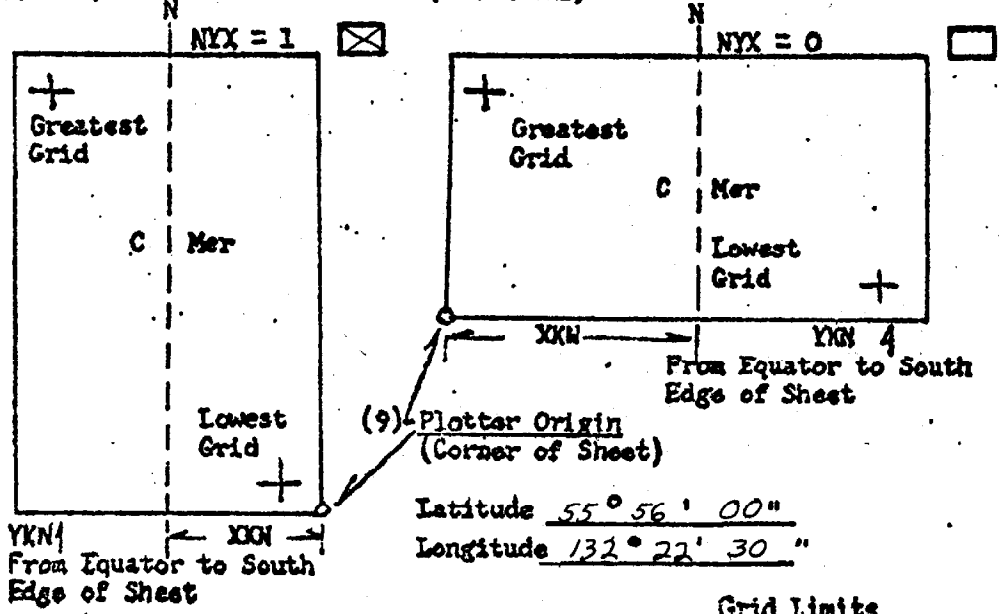 N
NYX = 1
Greatest
Grid
C Mer
Lowest
Grid
YKN
XKN
From Equator to South
Edge of Sheet
N
NYX = 0
Greatest
Grid
C Mer
Lowest
Grid
XKN
YKN
From Equator to South
Edge of Sheet
(9) Plotter Origin
(Corner of Sheet)
Latitude 55° 56' 00"
Longitude 132° 22' 30"
Grid Limits